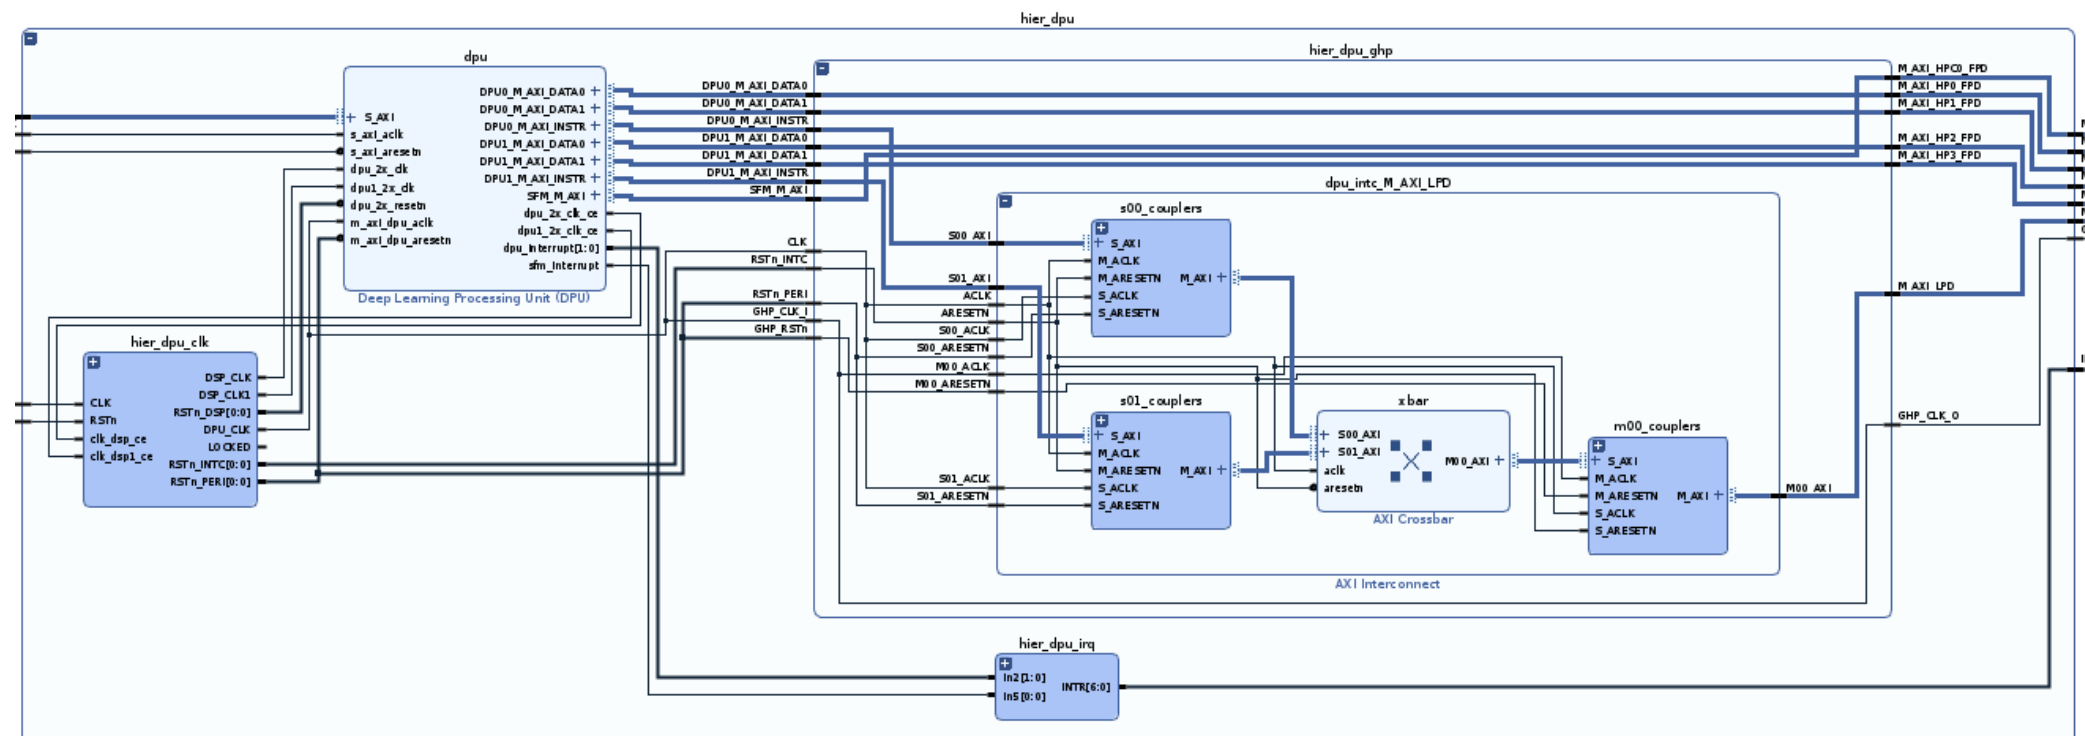 hier_dpu
dpu
S_AXI
s_axi_aclk
s_axi_aresetn
dpu_2x_clk
dpu1_2x_clk
dpu_2x_resetn
m_axi_dpu_aclk
m_axi_dpu_aresetn
DPU0_M_AXI_DATA0
DPU0_M_AXI_DATA1
DPU0_M_AXI_INSTR
DPU1_M_AXI_DATA0
DPU1_M_AXI_DATA1
DPU1_M_AXI_INSTR
SFM_M_AXI
dpu_2x_clk_ce
dpu1_2x_clk_ce
dpu_interrupt[1:0]
sfm_interrupt
Deep Learning Processing Unit (DPU)
hier_dpu_clk
CLK
RSTn
clk_dsp_ce
clk_dsp1_ce
DSP_CLK
DSP_CLK1
RSTn_DSP[0:0]
DPU_CLK
LOCKED
RSTn_INTC[0:0]
RSTn_PERI[0:0]
hier_dpu_ghp
DPU0_M_AXI_DATA0
DPU0_M_AXI_DATA1
DPU0_M_AXI_INSTR
DPU1_M_AXI_DATA0
DPU1_M_AXI_DATA1
DPU1_M_AXI_INSTR
SFM_M_AXI
CLK
RSTn_INTC
RSTn_PERI
GHP_CLK_I
GHP_RSTn
dpu_intc_M_AXI_LPD
S00_AXI
S01_AXI
ACLK
ARESETN
S00_ACLK
S00_ARESETN
M00_ACLK
M00_ARESETN
S01_ACLK
S01_ARESETN
s00_couplers
S_AXI
M_ACLK
M_ARESETN
S_ACLK
S_ARESETN
M_AXI
s01_couplers
S_AXI
M_ACLK
M_ARESETN
S_ACLK
S_ARESETN
M_AXI
xbar
S00_AXI
S01_AXI
aclk
aresetn
M00_AXI
AXI Crossbar
m00_couplers
S_AXI
M_ACLK
M_ARESETN
S_ACLK
S_ARESETN
M_AXI
M00_AXI
AXI Interconnect
M_AXI_HPC0_FPD
M_AXI_HP0_FPD
M_AXI_HP1_FPD
M_AXI_HP2_FPD
M_AXI_HP3_FPD
M_AXI_LPD
GHP_CLK_O
hier_dpu_irq
In2[1:0]
In5[0:0]
INTR[6:0]